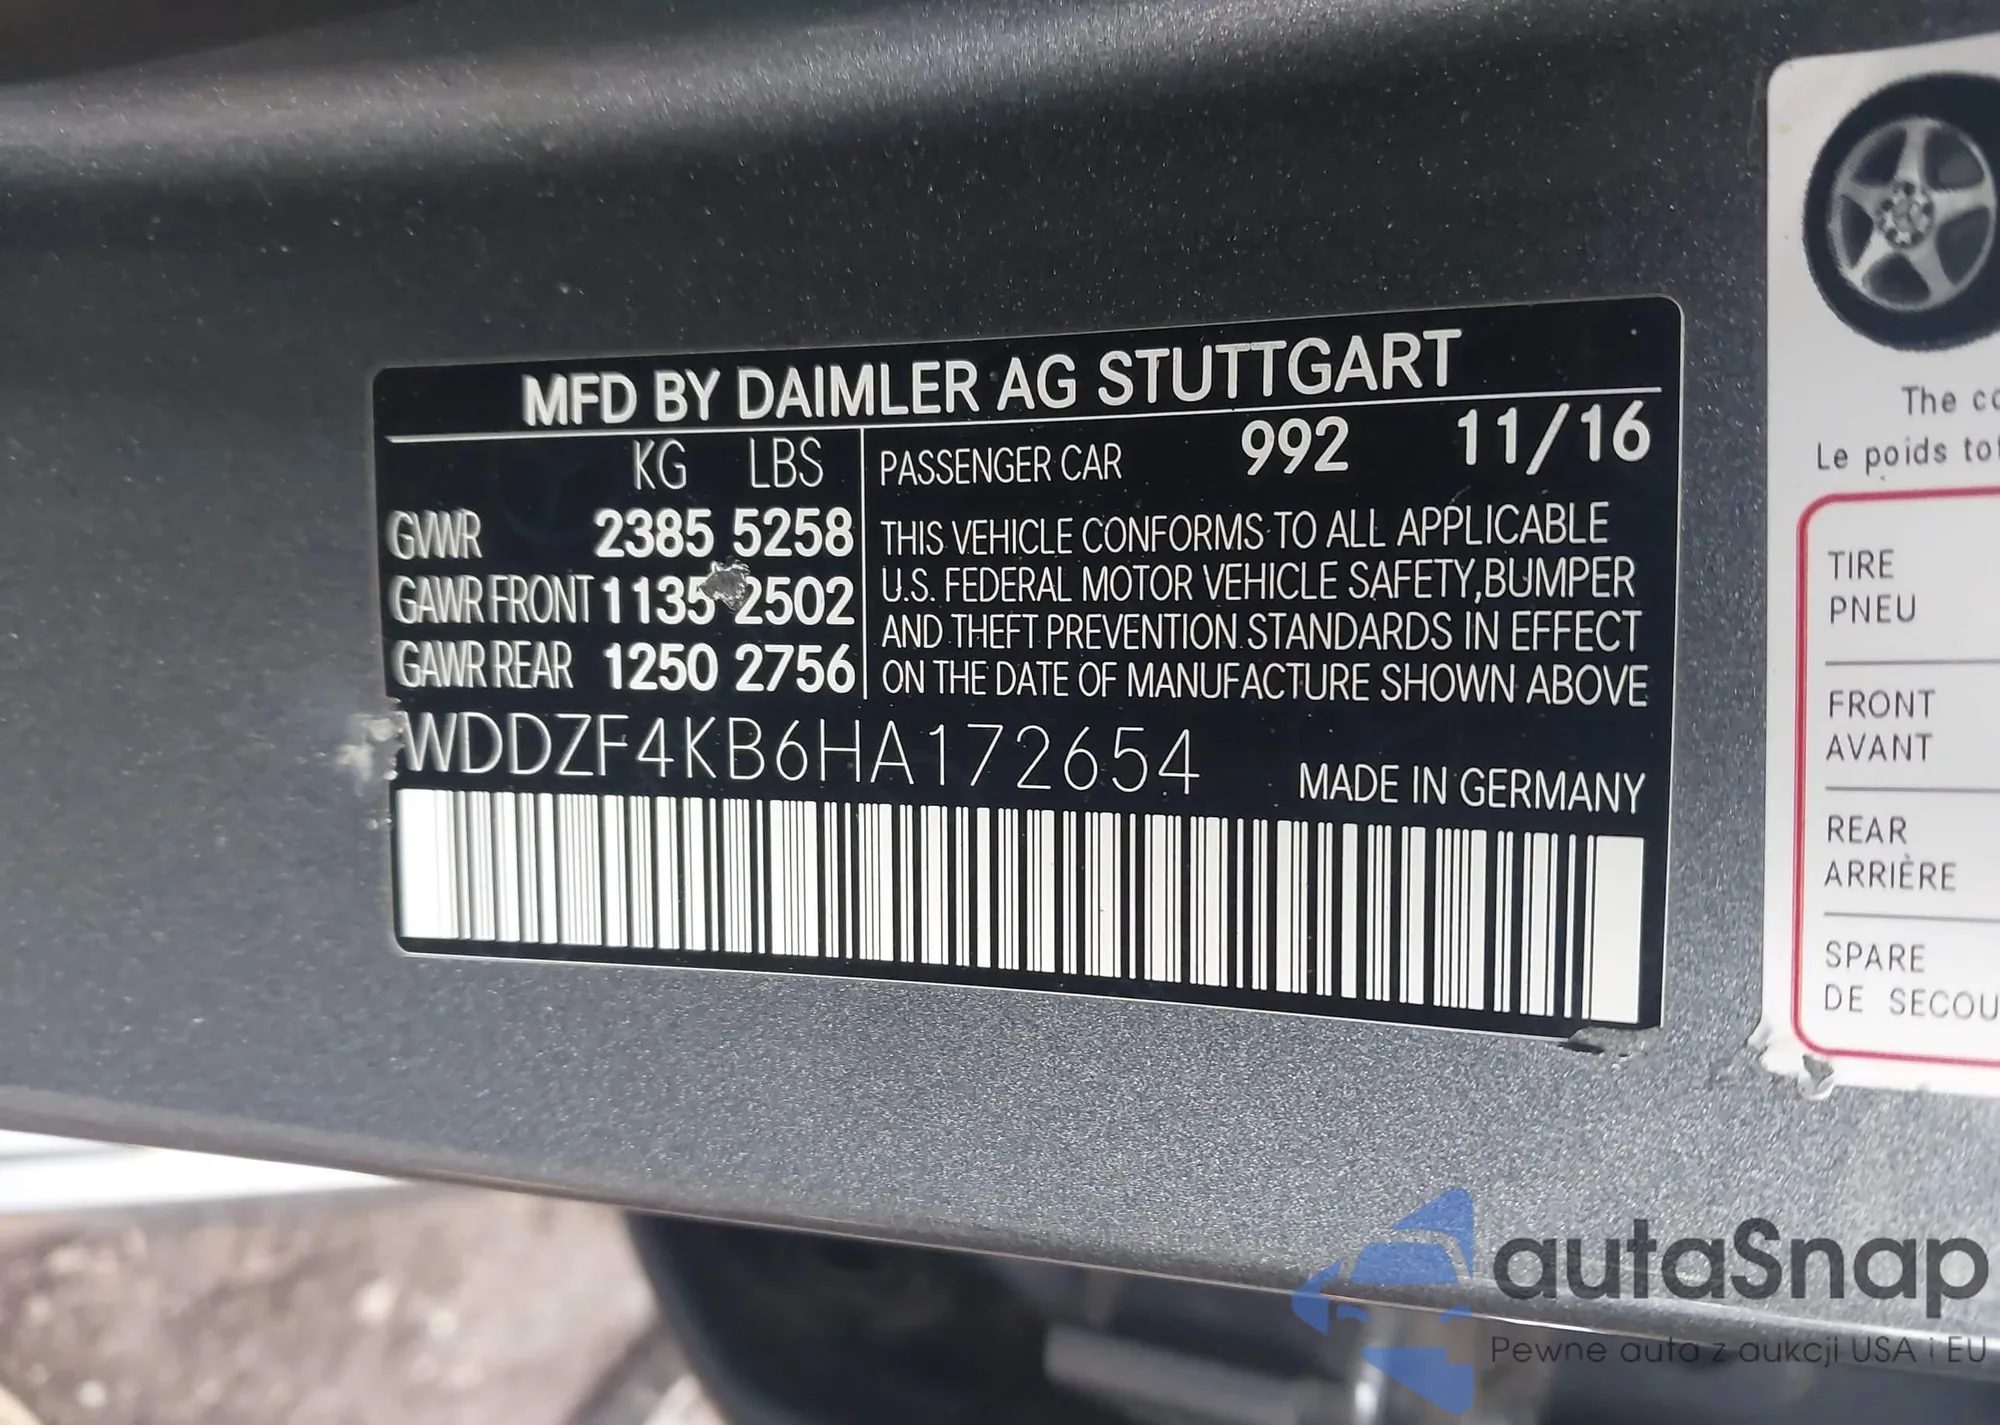 MFD BY DAIMLER AG STUTTGART
KG LBS
GVWR 2385 5258
GAWR FRONT 1135 2502
GAWR REAR 1250 2756
PASSENGER CAR 992 11/16
THIS VEHICLE CONFORMS TO ALL APPLICABLE
U.S. FEDERAL MOTOR VEHICLE SAFETY, BUMPER
AND THEFT PREVENTION STANDARDS IN EFFECT
ON THE DATE OF MANUFACTURE SHOWN ABOVE
WDDZF4KB6HA172654
MADE IN GERMANY
The
Le poids
TIRE
PNEU
FRONT
AVANT
REAR
ARRIÈRE
SPARE
DE
autaSnap
Pewne auta z aukcji USA i EU